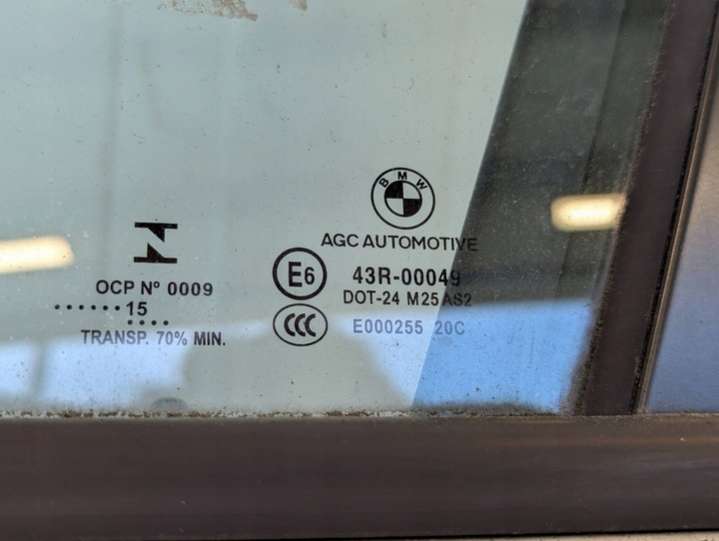 BMW
AGC AUTOMOTIVE
E6 43R-00049
DOT-24 M25 AS2
CCC E000255 20C
OCP Nº 0009
......15
....
TRANSP. 70% MIN.